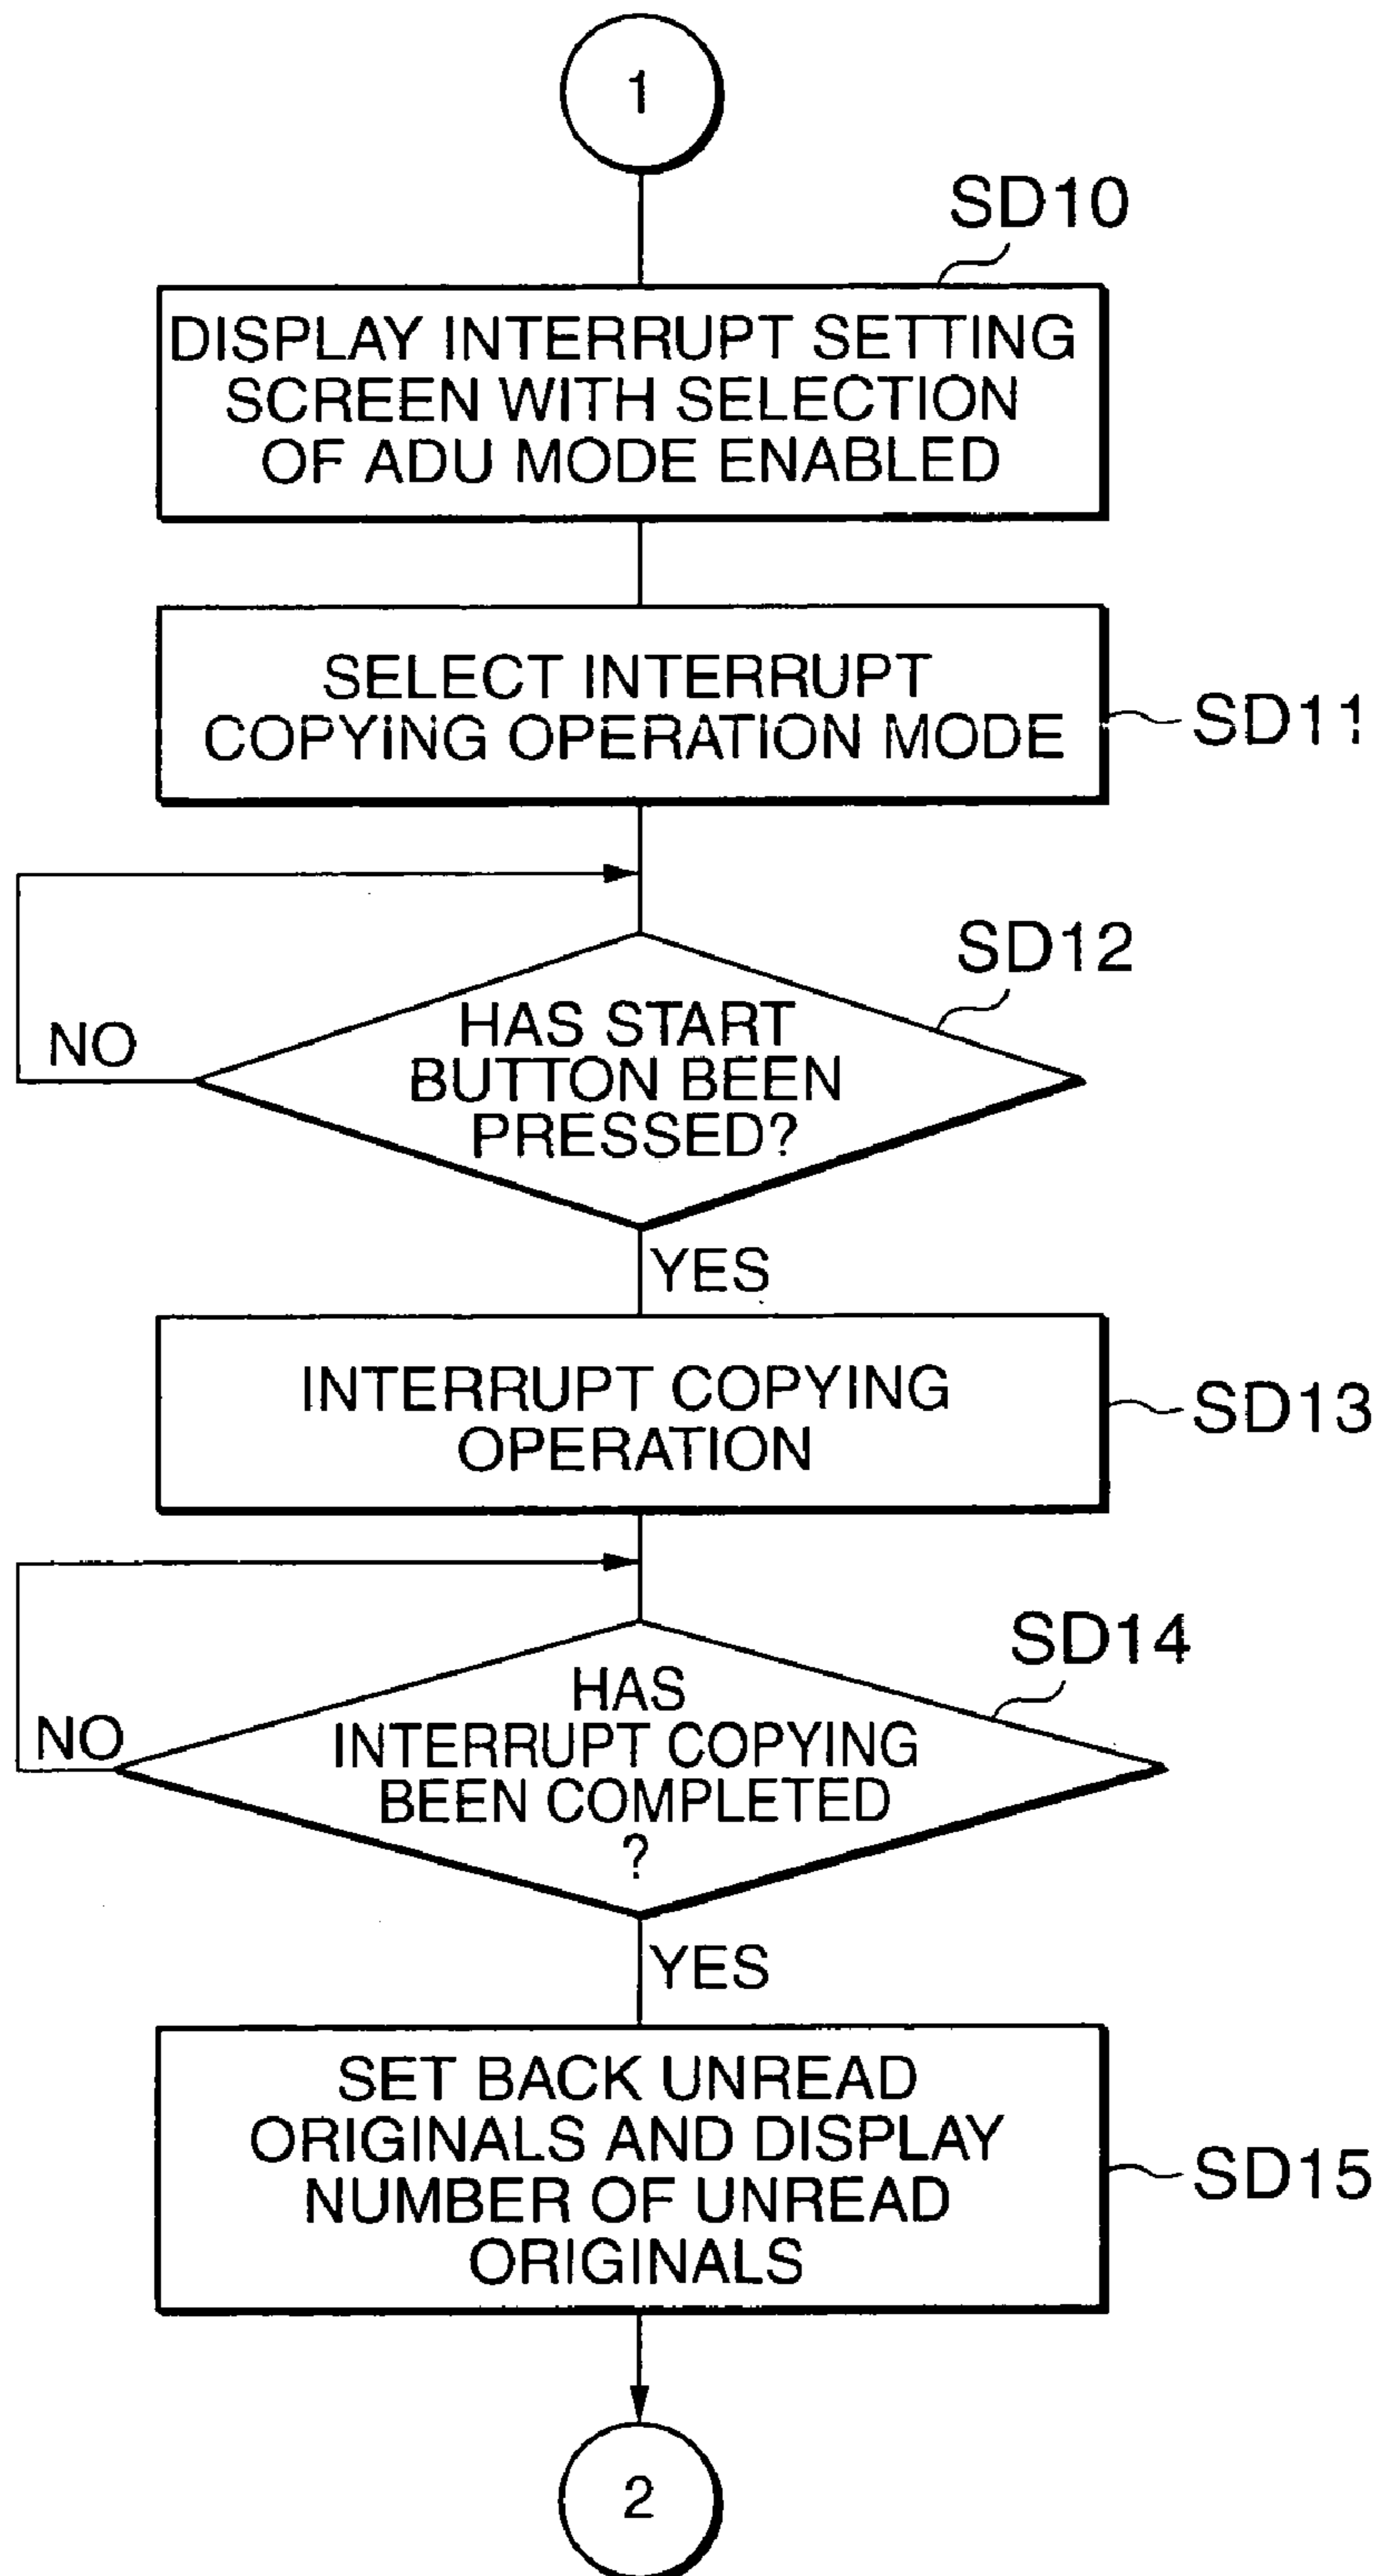 1
SD10
DISPLAY INTERRUPT SETTING
SCREEN WITH SELECTION
OF ADU MODE ENABLED
SELECT INTERRUPT
COPYING OPERATION MODE
SD11
SD12
HAS START
BUTTON BEEN
PRESSED?
NO
YES
INTERRUPT COPYING
OPERATION
SD13
SD14
HAS
INTERRUPT COPYING
BEEN COMPLETED
?
NO
YES
SET BACK UNREAD
ORIGINALS AND DISPLAY
NUMBER OF UNREAD
ORIGINALS
SD15
2